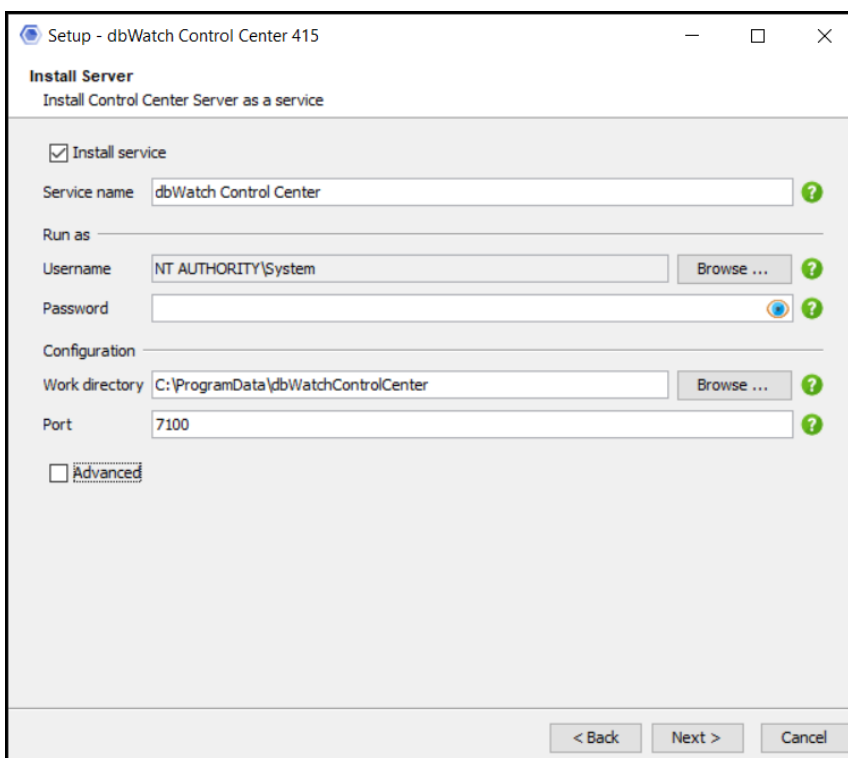 Setup - dbWatch Control Center 415
Install Server
Install Control Center Server as a service
Install service
Service name dbWatch Control Center ?
Run as
Username NT AUTHORITY\System Browse ... ?
Password ?
Configuration
Work directory C:\ProgramData\dbWatchControlCenter Browse ... ?
Port 7100 ?
Advanced
< Back Next > Cancel